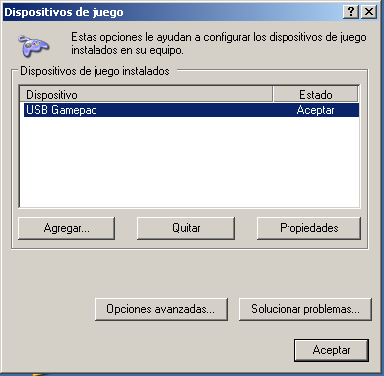 Dispositivos de juego
Estas opciones le ayudan a configurar los dispositivos de juego
instalados en su equipo.
Dispositivos de juego instalados
Dispositivo Estado
USB Gamepac Aceptar
Agregar... Quitar Propiedades
Opciones avanzadas... Solucionar problemas...
Aceptar